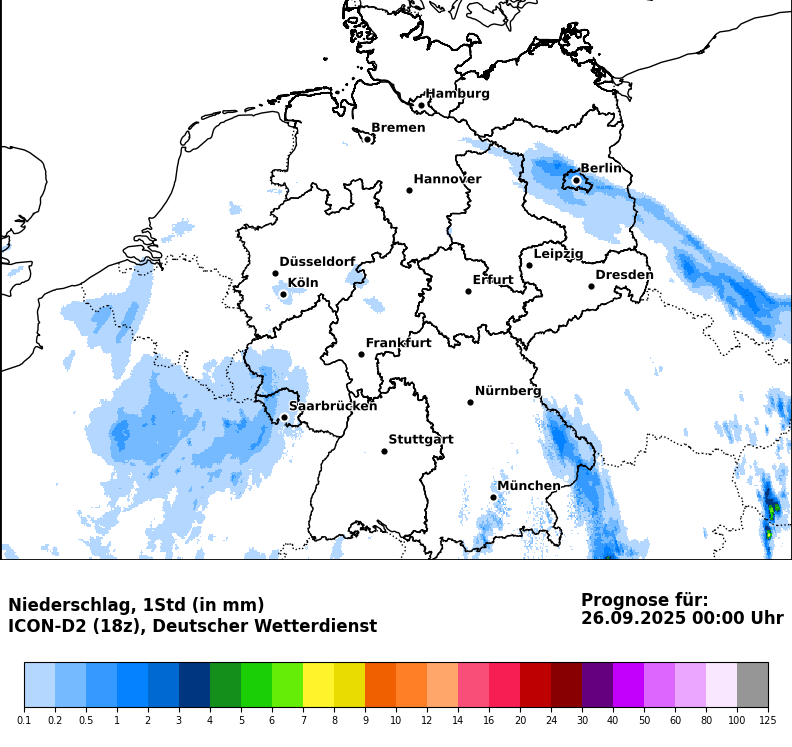 Hamburg
Bremen
Berlin
Hannover
Düsseldorf
Leipzig
Köln
Erfurt
Dresden
Frankfurt
Nürnberg
Saarbrücken
Stuttgart
München
Niederschlag, 1Std (in mm)
ICON-D2 (18z), Deutscher Wetterdienst
Prognose für:
26.09.2025 00:00 Uhr
0.1 0.2 0.5 1 2 3 4 5 6 7 8 9 10 12 14 16 20 24 30 40 50 60 80 100 125